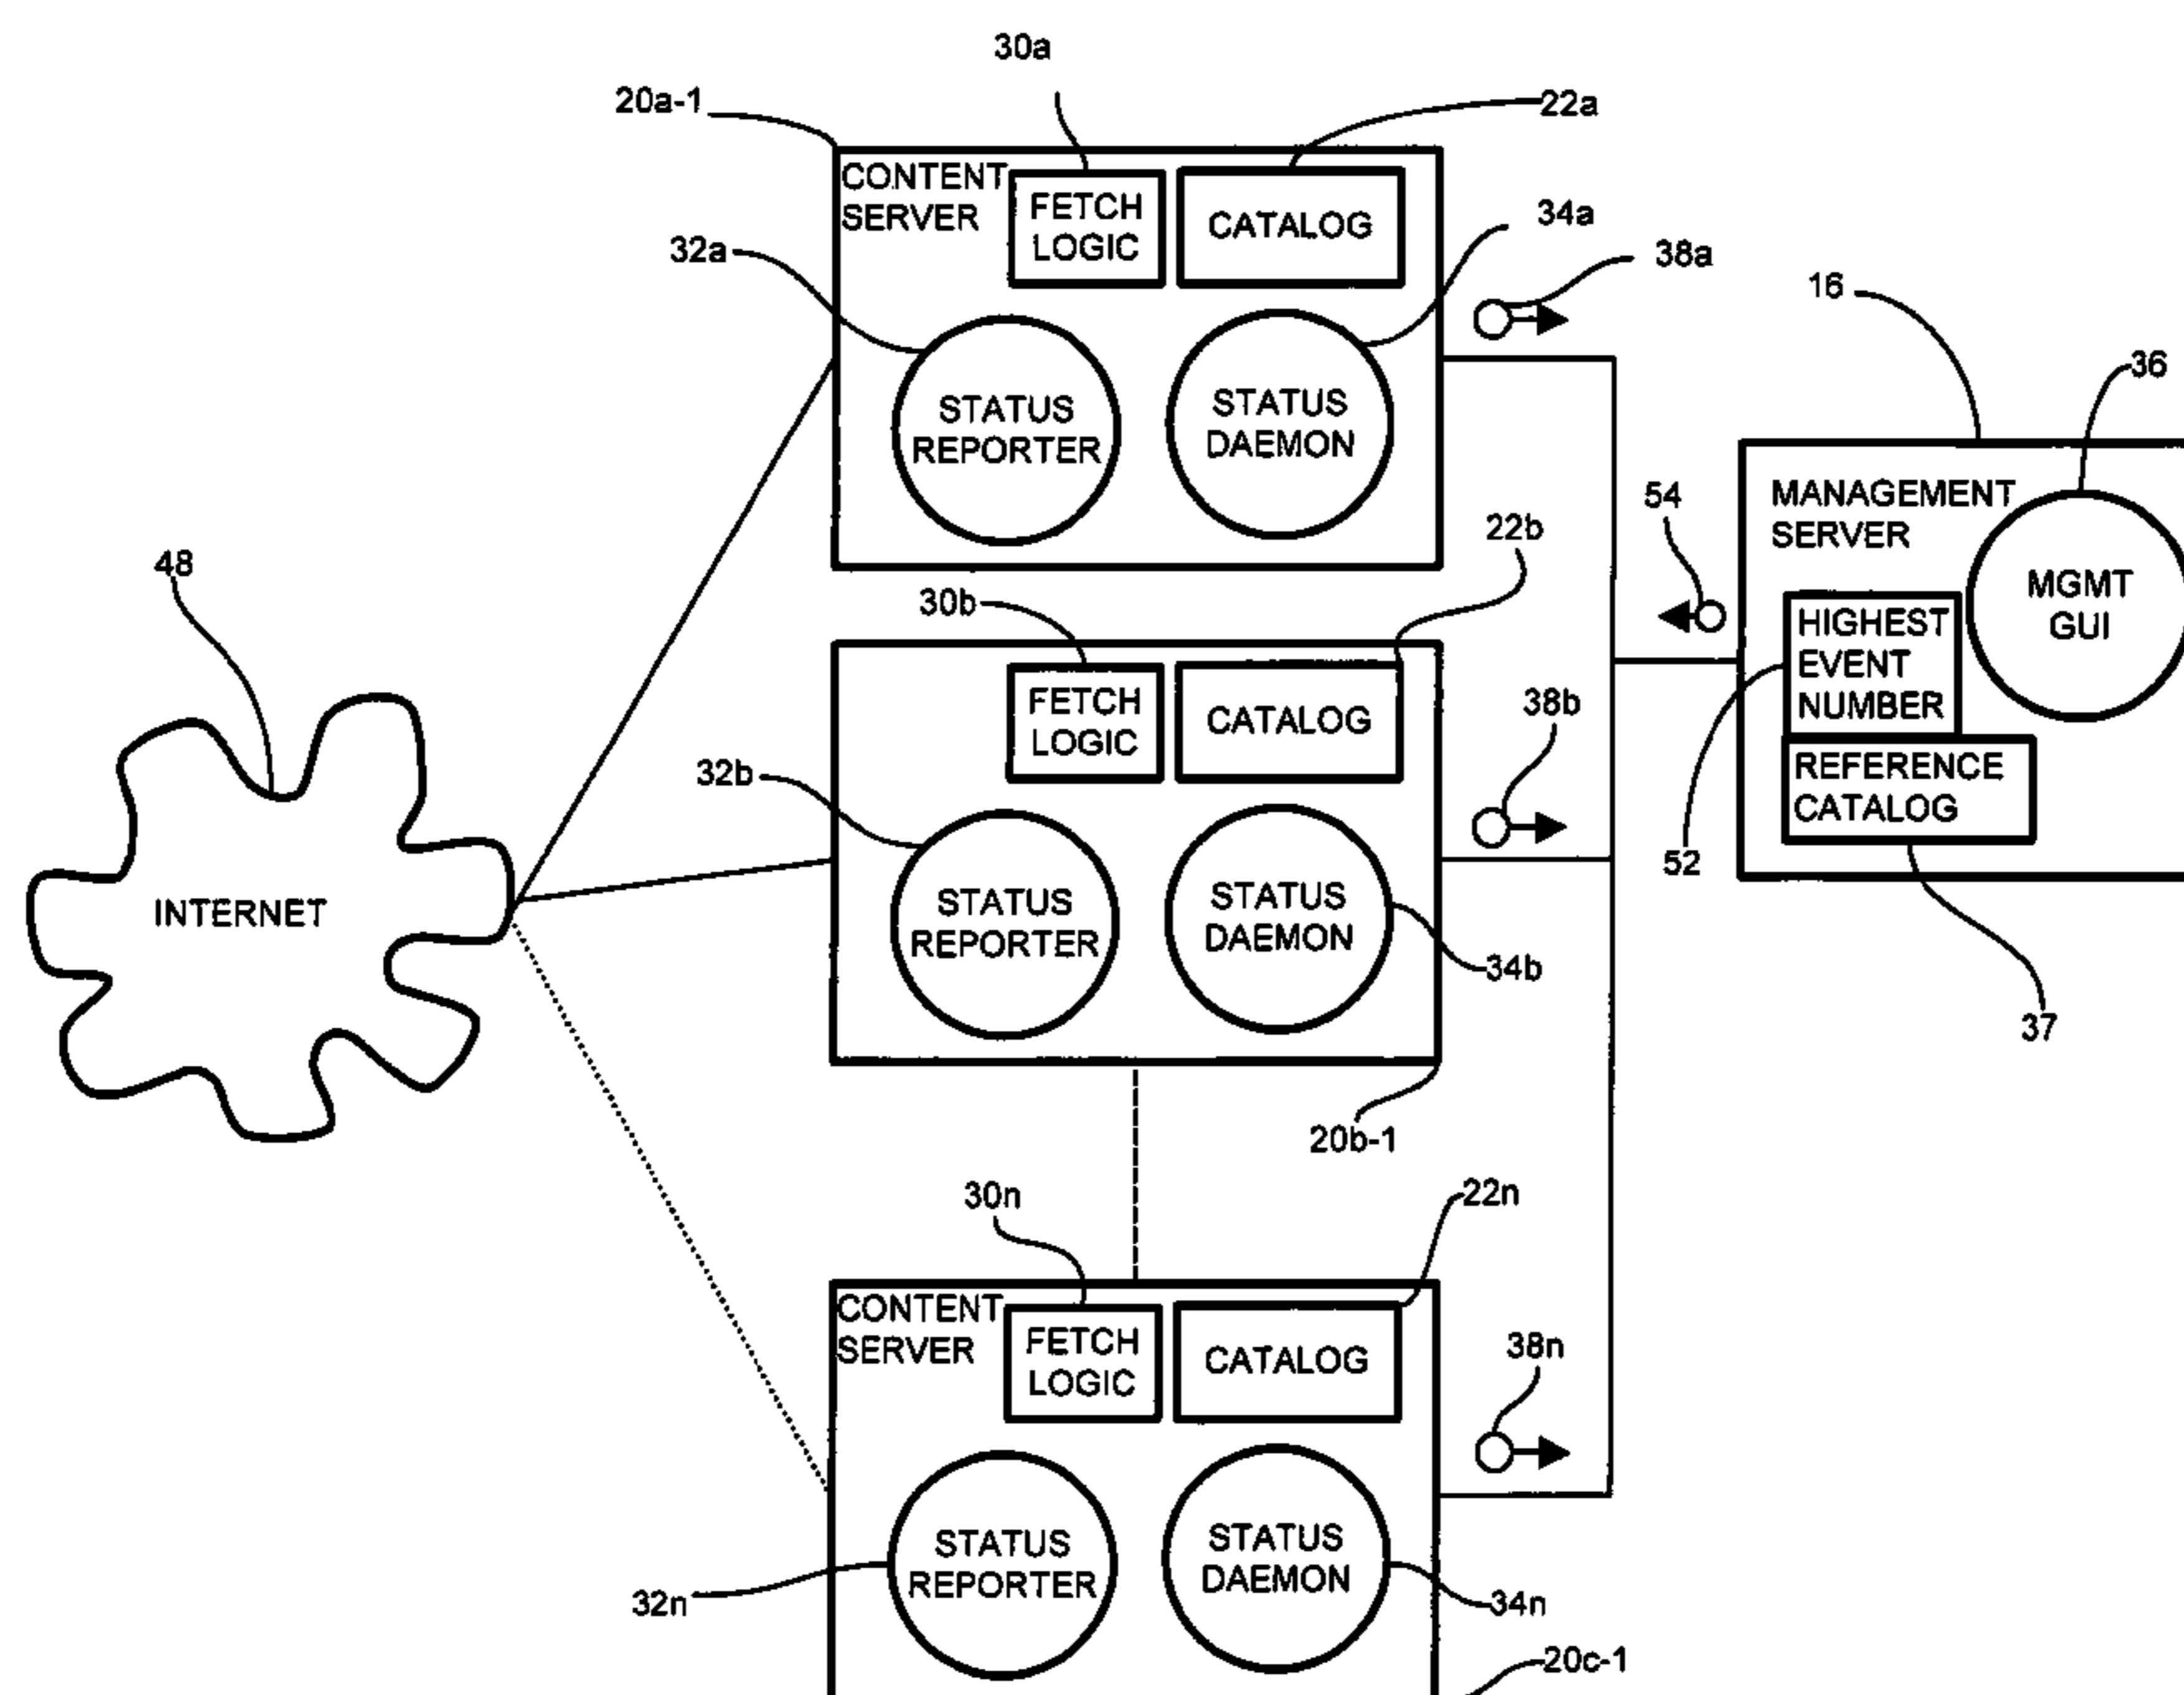 30a
20a-1
22a
CONTENT
SERVER
FETCH
LOGIC
CATALOG
34a
32a
38a
STATUS
REPORTER
STATUS
DAEMON
16
36
MANAGEMENT
SERVER
54
MGMT
GUI
HIGHEST
EVENT
NUMBER
REFERENCE
CATALOG
52
37
48
INTERNET
22b
30b
FETCH
LOGIC
CATALOG
38b
32b
STATUS
REPORTER
STATUS
DAEMON
34b
20b-1
30n
22n
CONTENT
SERVER
FETCH
LOGIC
CATALOG
38n
STATUS
REPORTER
STATUS
DAEMON
32n
34n
20c-1